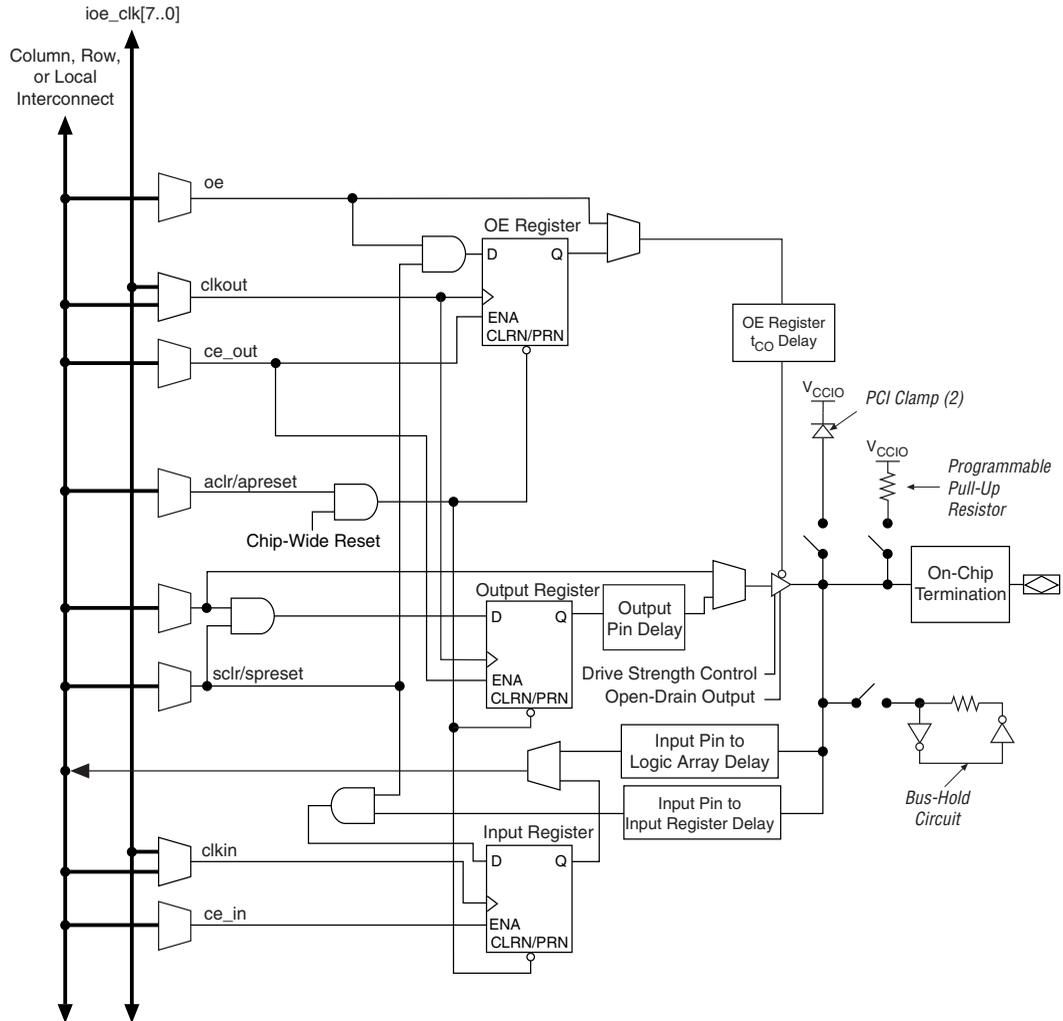 ioe_clk[7..0]
Column, Row,
or Local
Interconnect
oe
OE Register
D Q
clkout
ENA
CLRN/PRN
OE Register
tCO Delay
ce_out
VCCIO
PCI Clamp (2)
VCCIO
Programmable
Pull-Up
Resistor
aclr/apreset
Chip-Wide Reset
On-Chip
Termination
Output Register
D Q
Output
Pin Delay
ENA
CLRN/PRN
sclr/spreset
Drive Strength Control
Open-Drain Output
Input Pin to
Logic Array Delay
Input Pin to
Input Register Delay
Bus-Hold
Circuit
Input Register
D Q
clkin
ce_in
ENA
CLRN/PRN